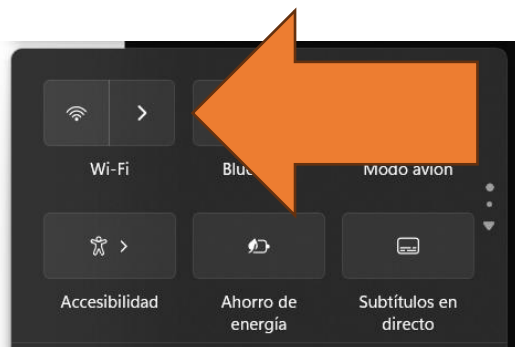 Wi-Fi
Modo avión
Accesibilidad
Ahorro de
energía
Subtítulos en
directo